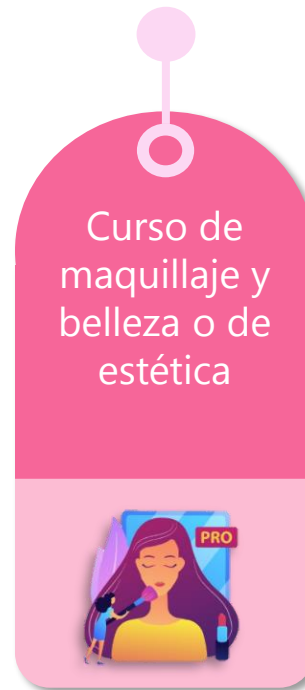 Curso de
maquillaje y
belleza o de
estética
PRO